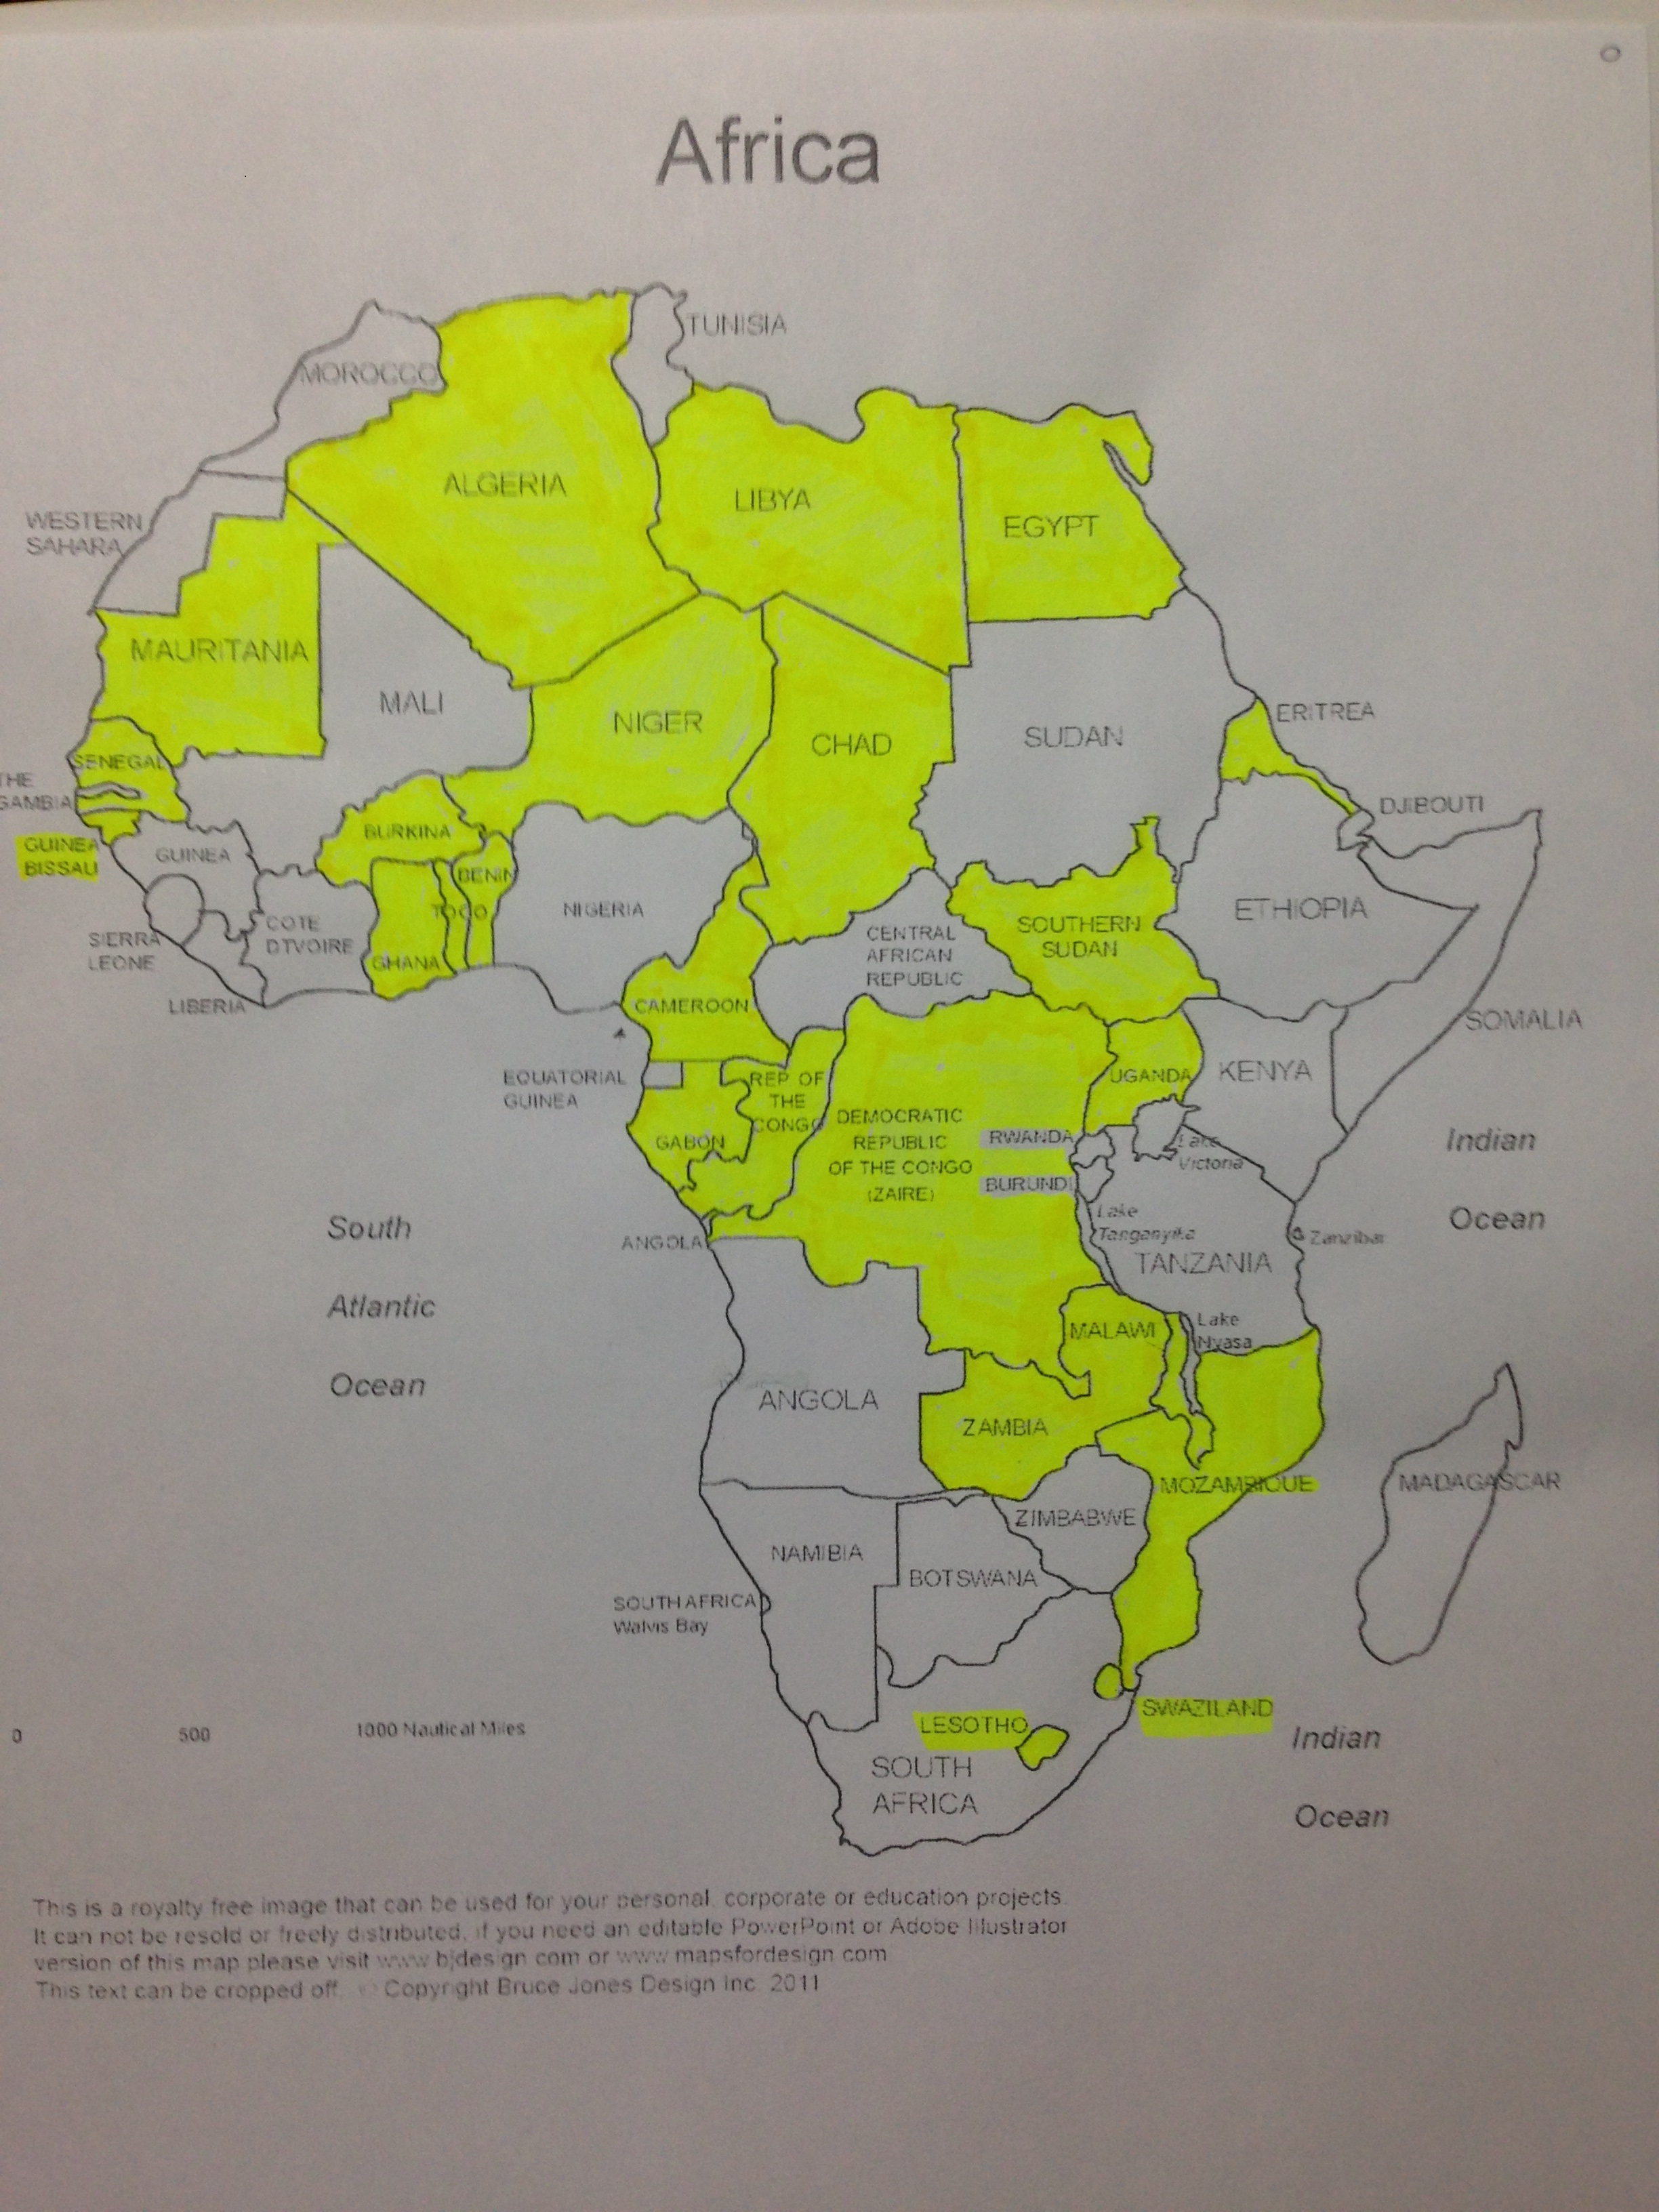 Africa
TUNISIA
MOROCCO
ALGERIA
LIBYA
EGYPT
WESTERN
SAHARA
MAURITANIA
MALI
NIGER
CHAD
SUDAN
ERITREA
SENEGAL
THE
GAMBIA
DJIBOUTI
BURKINA
GUINEA
BISSAU
GUINEA
BENIN
TOGO
NIGERIA
ETHIOPIA
COTE
DTVOIRE
SIERRA
LEONE
GHANA
CENTRAL
AFRICAN
REPUBLIC
SOUTHERN
SUDAN
LIBERIA
CAMEROON
SOMALIA
EQUATORIAL
GUINEA
REP OF
THE
CONGO
UGANDA
KENYA
GABON
DEMOCRATIC
REPUBLIC
OF THE CONGO
(ZAIRE)
RWANDA
BURUNDI
Lake
Victoria
Indian
Ocean
Lake
Tanganyika
TANZANIA
Zanzibar
South
Atlantic
Ocean
ANGOLA
MALAWI
Lake
Nyasa
ANGOLA
ZAMBIA
MOZAMBIQUE
MADAGASCAR
ZIMBABWE
NAMIBIA
BOTSWANA
SOUTH AFRICA
Walvis Bay
SWAZILAND
LESOTHO
SOUTH
AFRICA
Indian
Ocean
0 500 1000 Nautical Miles
This is a royalty free image that can be used for your personal, corporate or education projects.
It can not be resold or freely distributed, if you need an editable PowerPoint or Adobe Illustrator
version of this map please visit www.bjdesign.com or www.mapsfordesign.com
This text can be cropped off. © Copyright Bruce Jones Design Inc. 2011